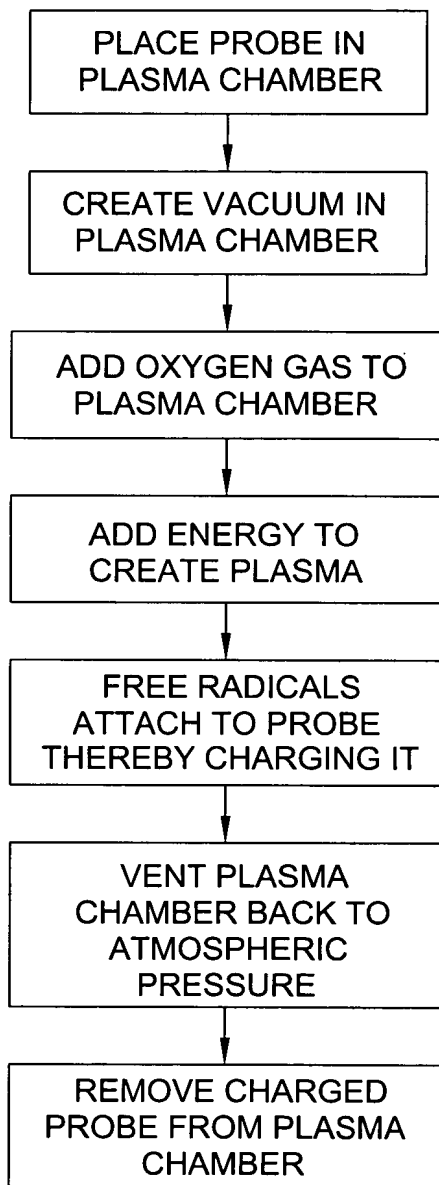 PLACE PROBE IN
PLASMA CHAMBER
CREATE VACUUM IN
PLASMA CHAMBER
ADD OXYGEN GAS TO
PLASMA CHAMBER
ADD ENERGY TO
CREATE PLASMA
FREE RADICALS
ATTACH TO PROBE
THEREBY CHARGING IT
VENT PLASMA
CHAMBER BACK TO
ATMOSPHERIC
PRESSURE
REMOVE CHARGED
PROBE FROM PLASMA
CHAMBER